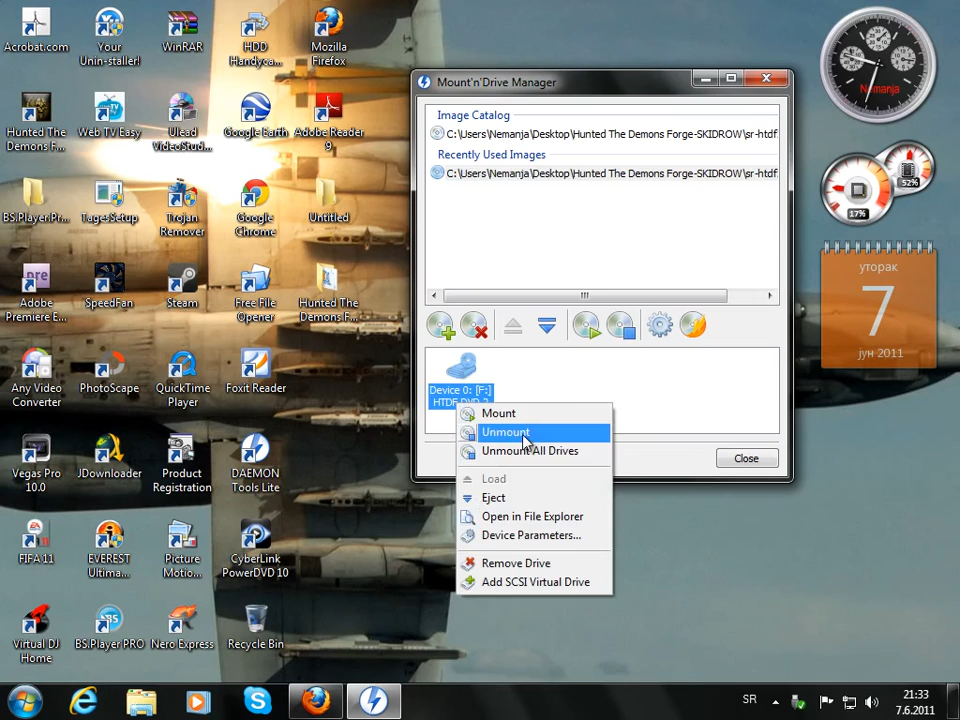 Acrobat.com
Your
Unin-staller!
WinRAR
HDD
Handyca...
Mozilla
Firefox
Hunted The
Demons F...
Web TV Easy
Ulead
VideoStud...
Google Earth
Adobe Reader
9
BS.Player.Pr...
TagesSetup
Trojan
Remover
Google
Chrome
Untitled
Adobe
Premiere E...
SpeedFan
Steam
Free File
Opener
Hunted The
Demons F...
Any Video
Converter
PhotoScape
QuickTime
Player
Foxit Reader
Vegas Pro
10.0
JDownloader
Product
Registration
DAEMON
Tools Lite
FIFA 11
EVEREST
Ultima...
Picture
Motio...
CyberLink
PowerDVD 10
Virtual DJ
Home
BS.Player PRO
Nero Express
Recycle Bin
Mount'n'Drive Manager
Image Catalog
C:\Users\Nemanja\Desktop\Hunted The Demons Forge-SKIDROW\sr-htdf
Recently Used Images
C:\Users\Nemanja\Desktop\Hunted The Demons Forge-SKIDROW\sr-htdf
Device 0: [F:]
HTDF DVD 2
Mount
Unmount
Unmount All Drives
Load
Eject
Open in File Explorer
Device Parameters...
Remove Drive
Add SCSI Virtual Drive
Close
Nemanja
52%
17%
уторак
7
јун 2011
SR
21:33
7.6.2011